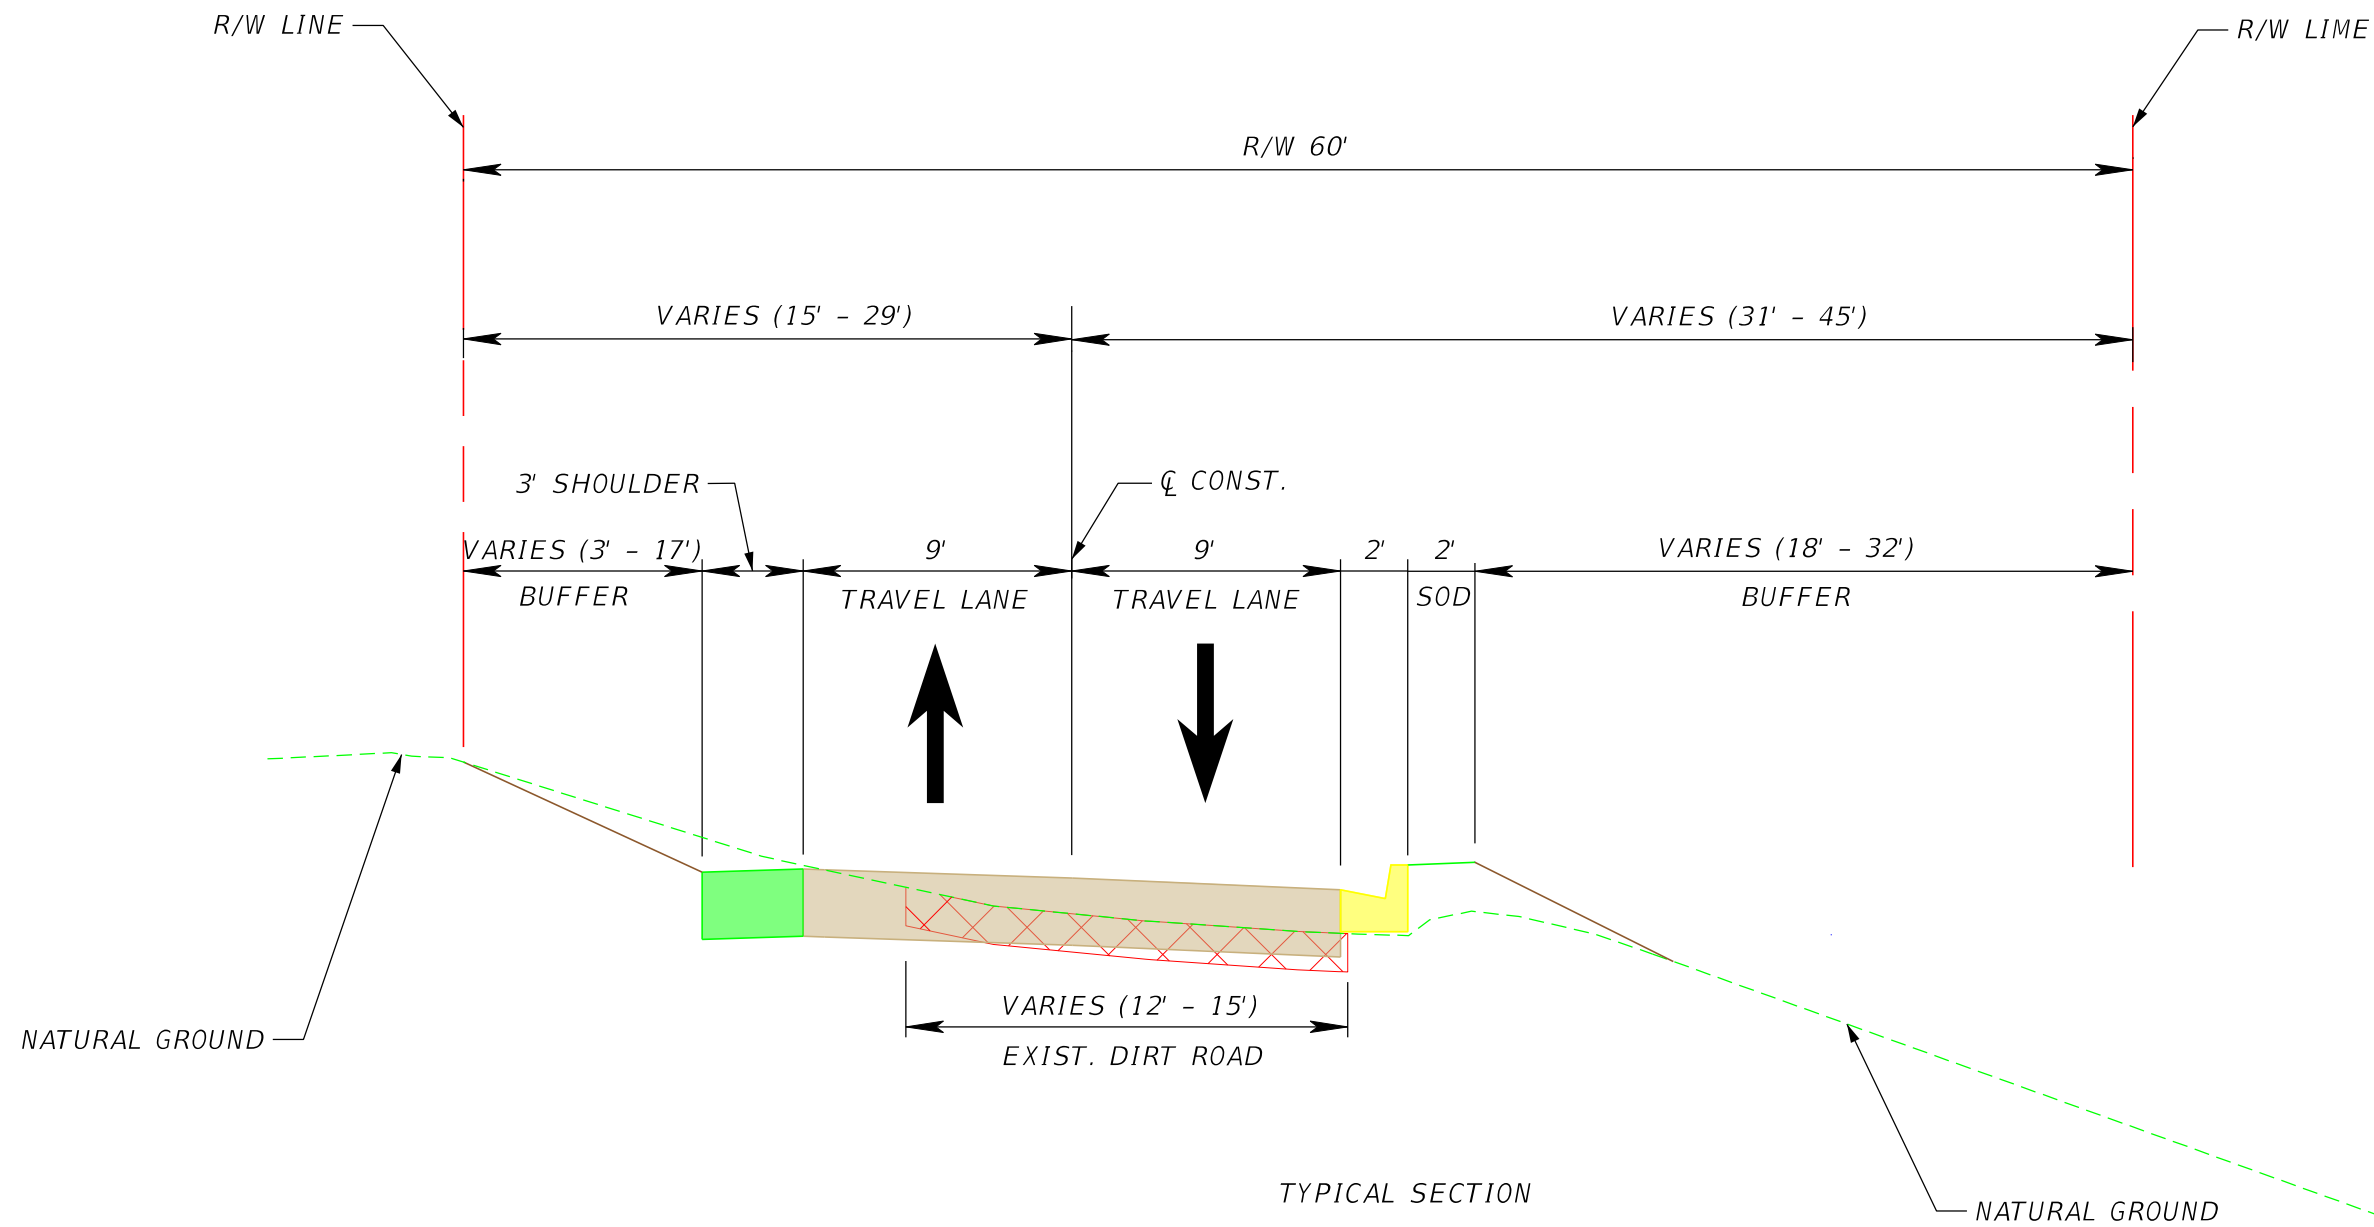 R/W LINE
R/W LIME
R/W 60'
VARIES (15' - 29')
VARIES (31' - 45')
3' SHOULDER
℄ CONST.
VARIES (3' - 17')
9'
9'
2'
2'
VARIES (18' - 32')
BUFFER
TRAVEL LANE
TRAVEL LANE
SOD
BUFFER
VARIES (12' - 15')
EXIST. DIRT ROAD
NATURAL GROUND
TYPICAL SECTION
NATURAL GROUND